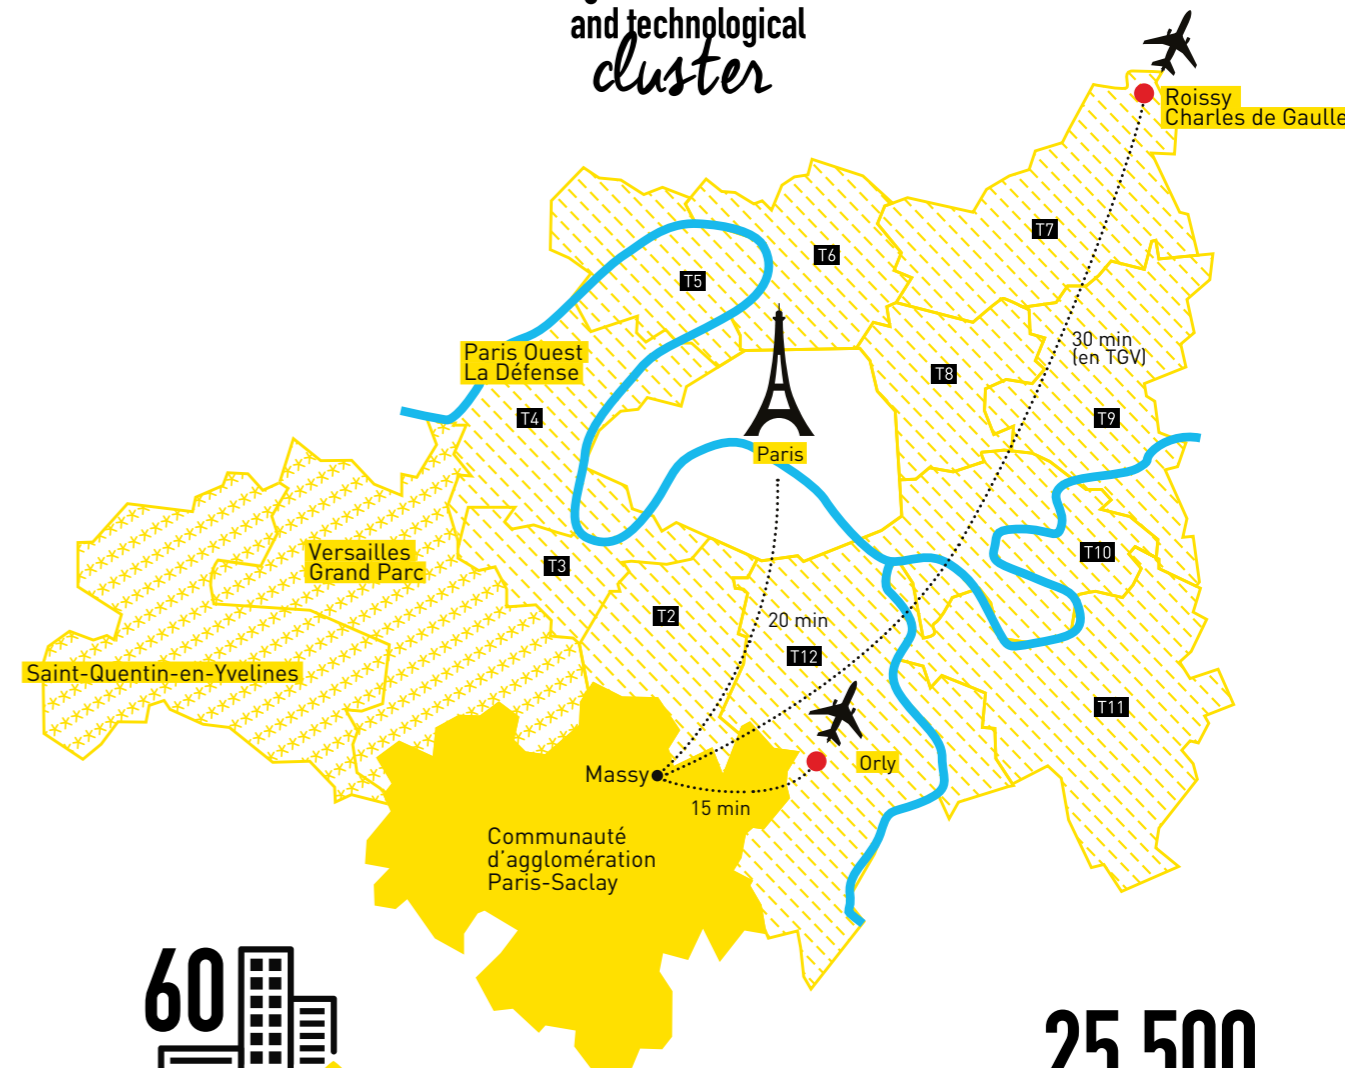 and technological
cluster
Roissy
Charles de Gaulle
T7
T6
T5
30 min
(en TGV)
Paris Ouest
La Défense
T8
T4
T9
Paris
Versailles
Grand Parc
T10
T3
T2
20 min
T12
Saint-Quentin-en-Yvelines
T11
Orly
Massy
15 min
Communauté
d'agglomération
Paris-Saclay
60
25 500